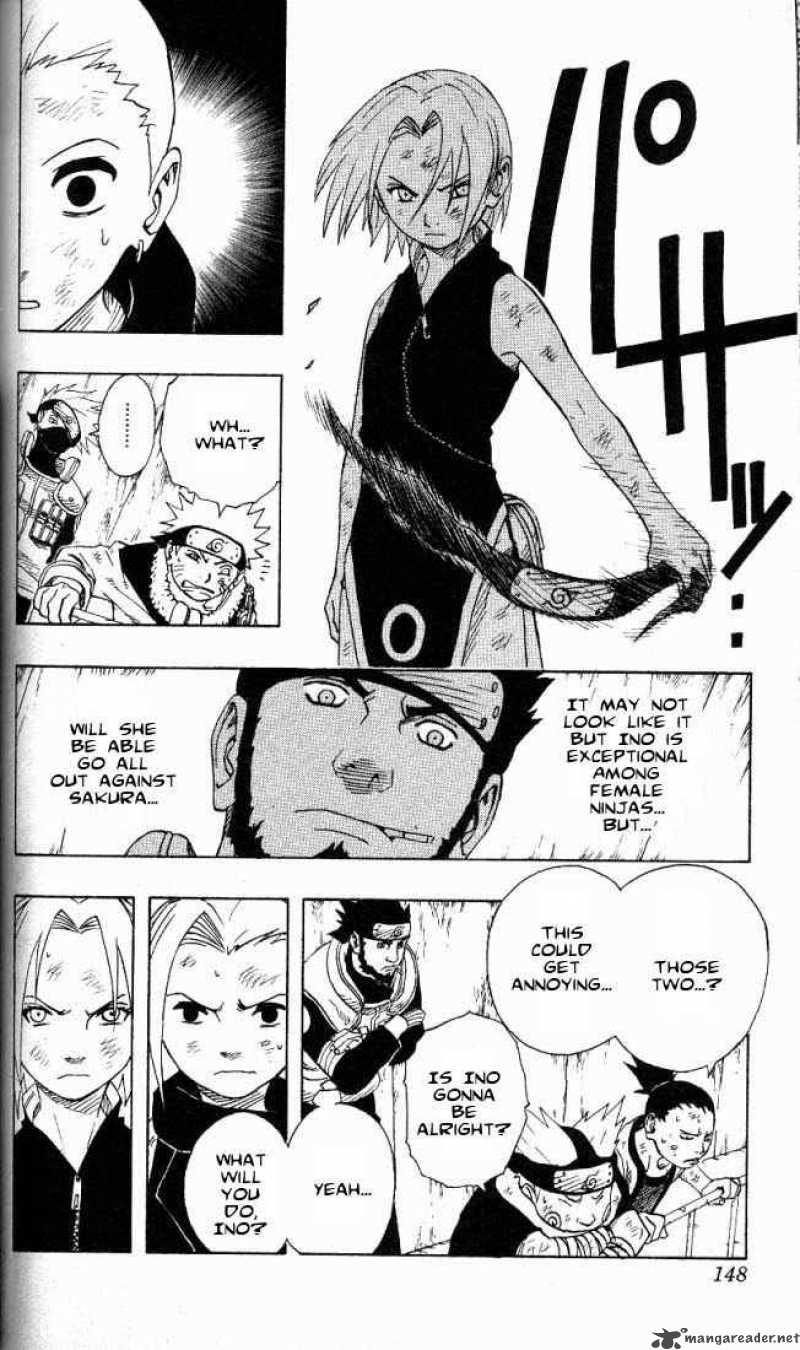 パサッ
WH...
WHAT?
..........
IT MAY NOT
LOOK LIKE IT
BUT INO IS
EXCEPTIONAL
AMONG
FEMALE
NINJAS...
BUT...
WILL SHE
BE ABLE
GO ALL
OUT AGAINST
SAKURA...
THOSE
TWO...?
THIS
COULD
GET
ANNOYING...
IS INO
GONNA
BE
ALRIGHT?
YEAH...
WHAT
WILL
YOU
DO,
INO?
148
mangareader.net